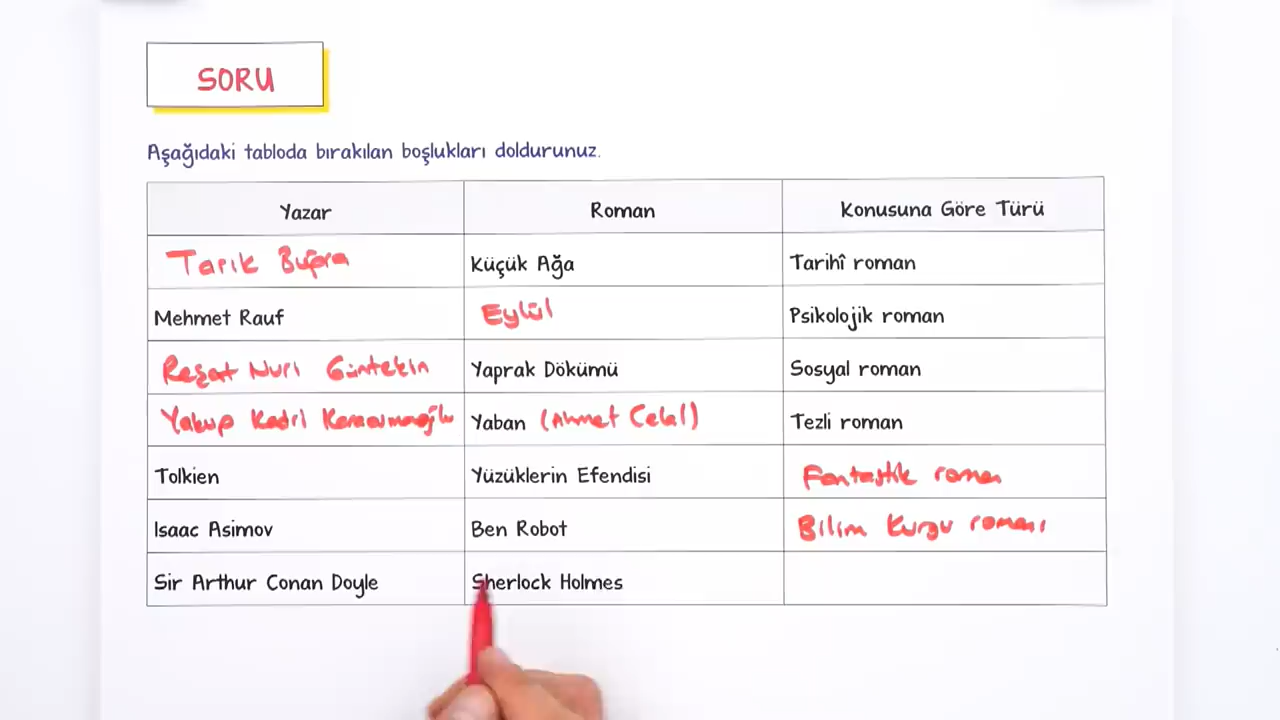 SORU
Aşağıdaki tabloda bırakılan boşlukları doldurunuz.
Yazar Roman Konusuna Göre Türü
Tarık Buğra Küçük Ağa Tarihî roman
Mehmet Rauf Eylül Psikolojik roman
Reşat Nuri Güntekin Yaprak Dökümü Sosyal roman
Yakup Kadri Karaosmanoğlu Yaban (Ahmet Celal) Tezli roman
Tolkien Yüzüklerin Efendisi Fantastik roman
Isaac Asimov Ben Robot Bilim Kurgu romanı
Sir Arthur Conan Doyle Sherlock Holmes